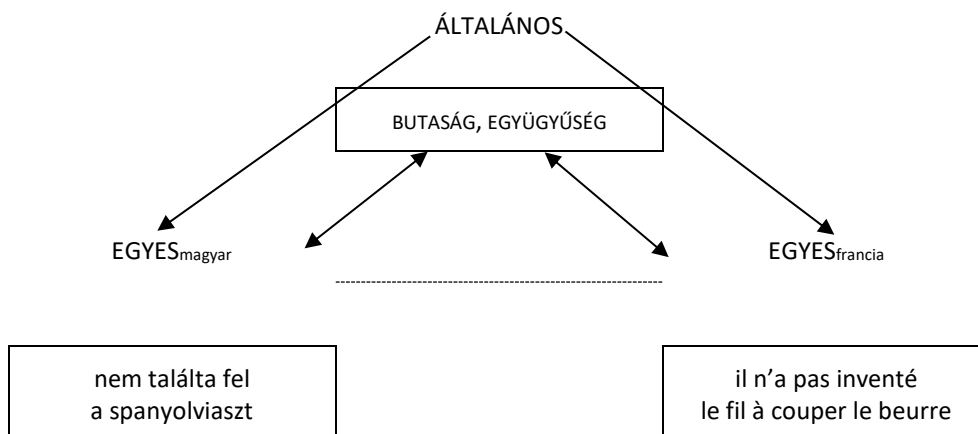 ÁLTALÁNOS
BUTASÁG, EGYÜGYŰSÉG
EGYESmagyar
EGYESfrancia
nem találta fel
a spanyolviaszt
il n’a pas inventé
le fil à couper le beurre